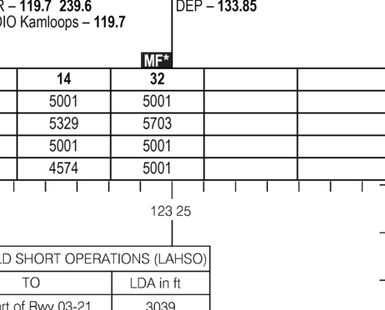 R – 119.7 239.6
DEP – 133.85
DIO Kamloops – 119.7
MF*
14 32
5001 5001
5329 5703
5001 5001
4574 5001
123 25
LD SHORT OPERATIONS (LAHSO)
TO LDA in ft
art of Rwy 03-21 3039